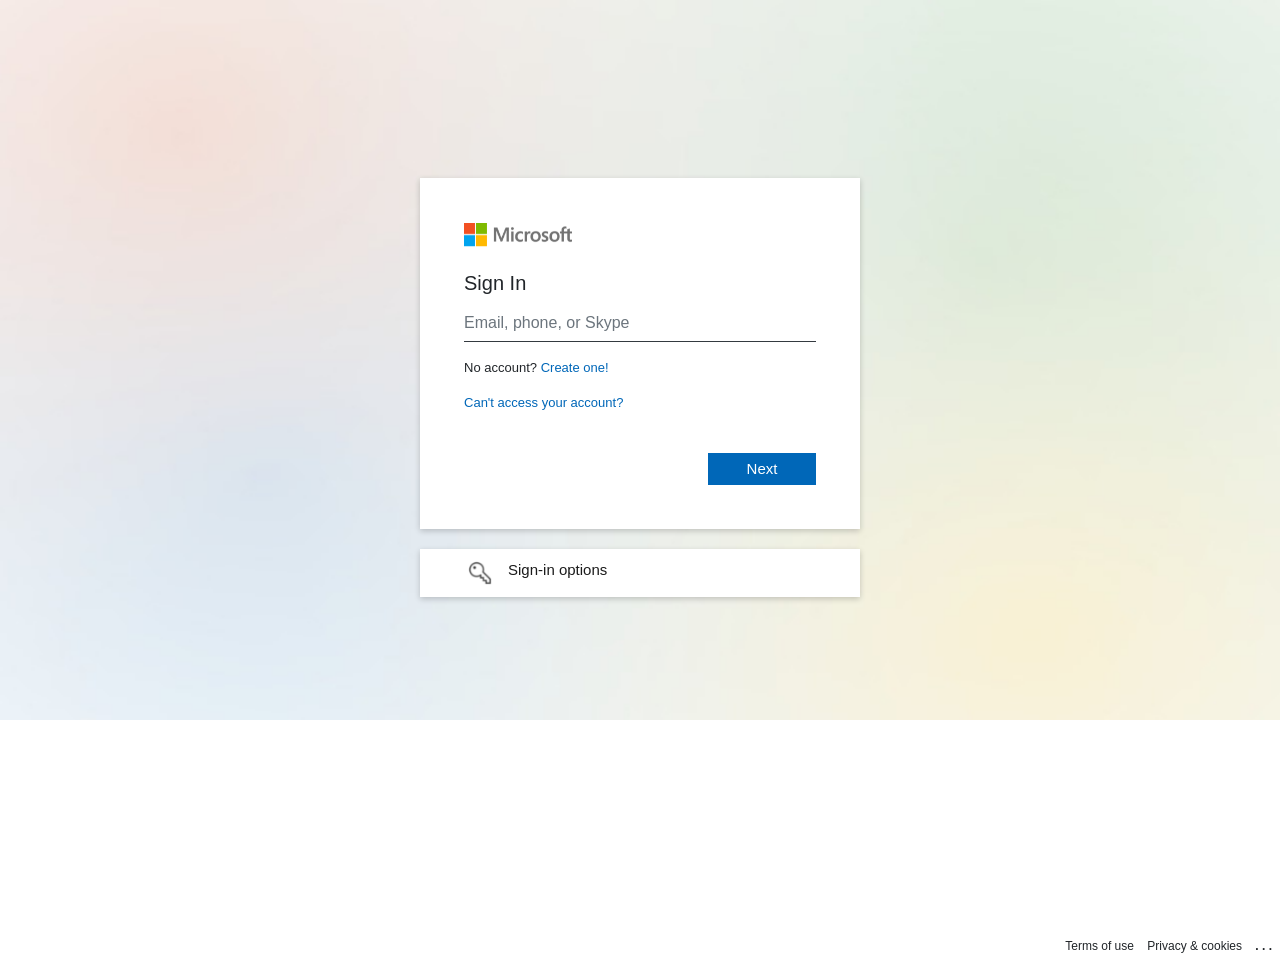 Microsoft
Sign In
Email, phone, or Skype
No account? Create one!
Can't access your account?
Next
Sign-in options
Terms of use Privacy & cookies ...